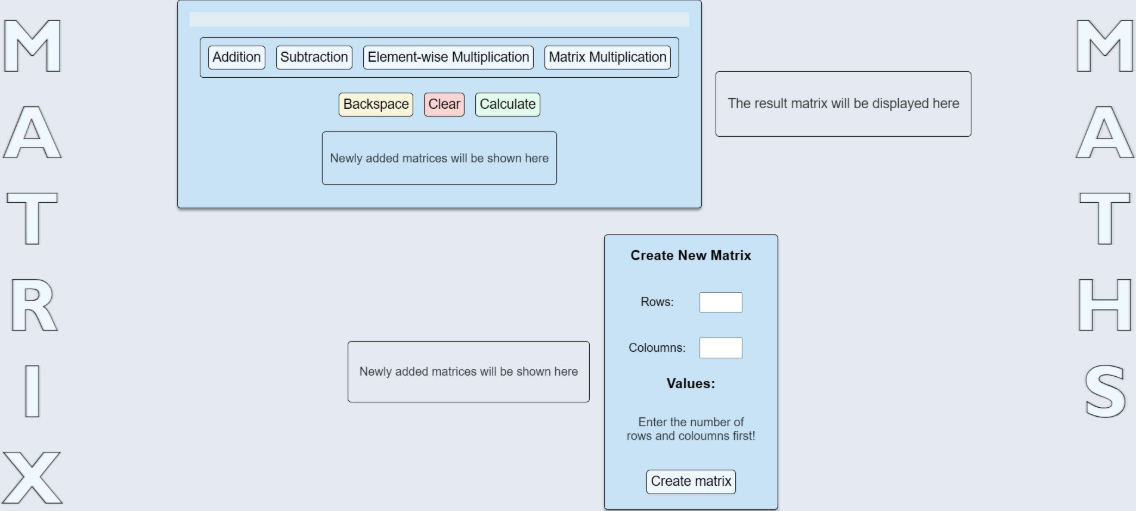 MATRIX
Addition Subtraction Element-wise Multiplication Matrix Multiplication
Backspace Clear Calculate
Newly added matrices will be shown here
The result matrix will be displayed here
Newly added matrices will be shown here
Create New Matrix
Rows:
Coloumns:
Values:
Enter the number of
rows and coloumns first!
Create matrix
MATHS